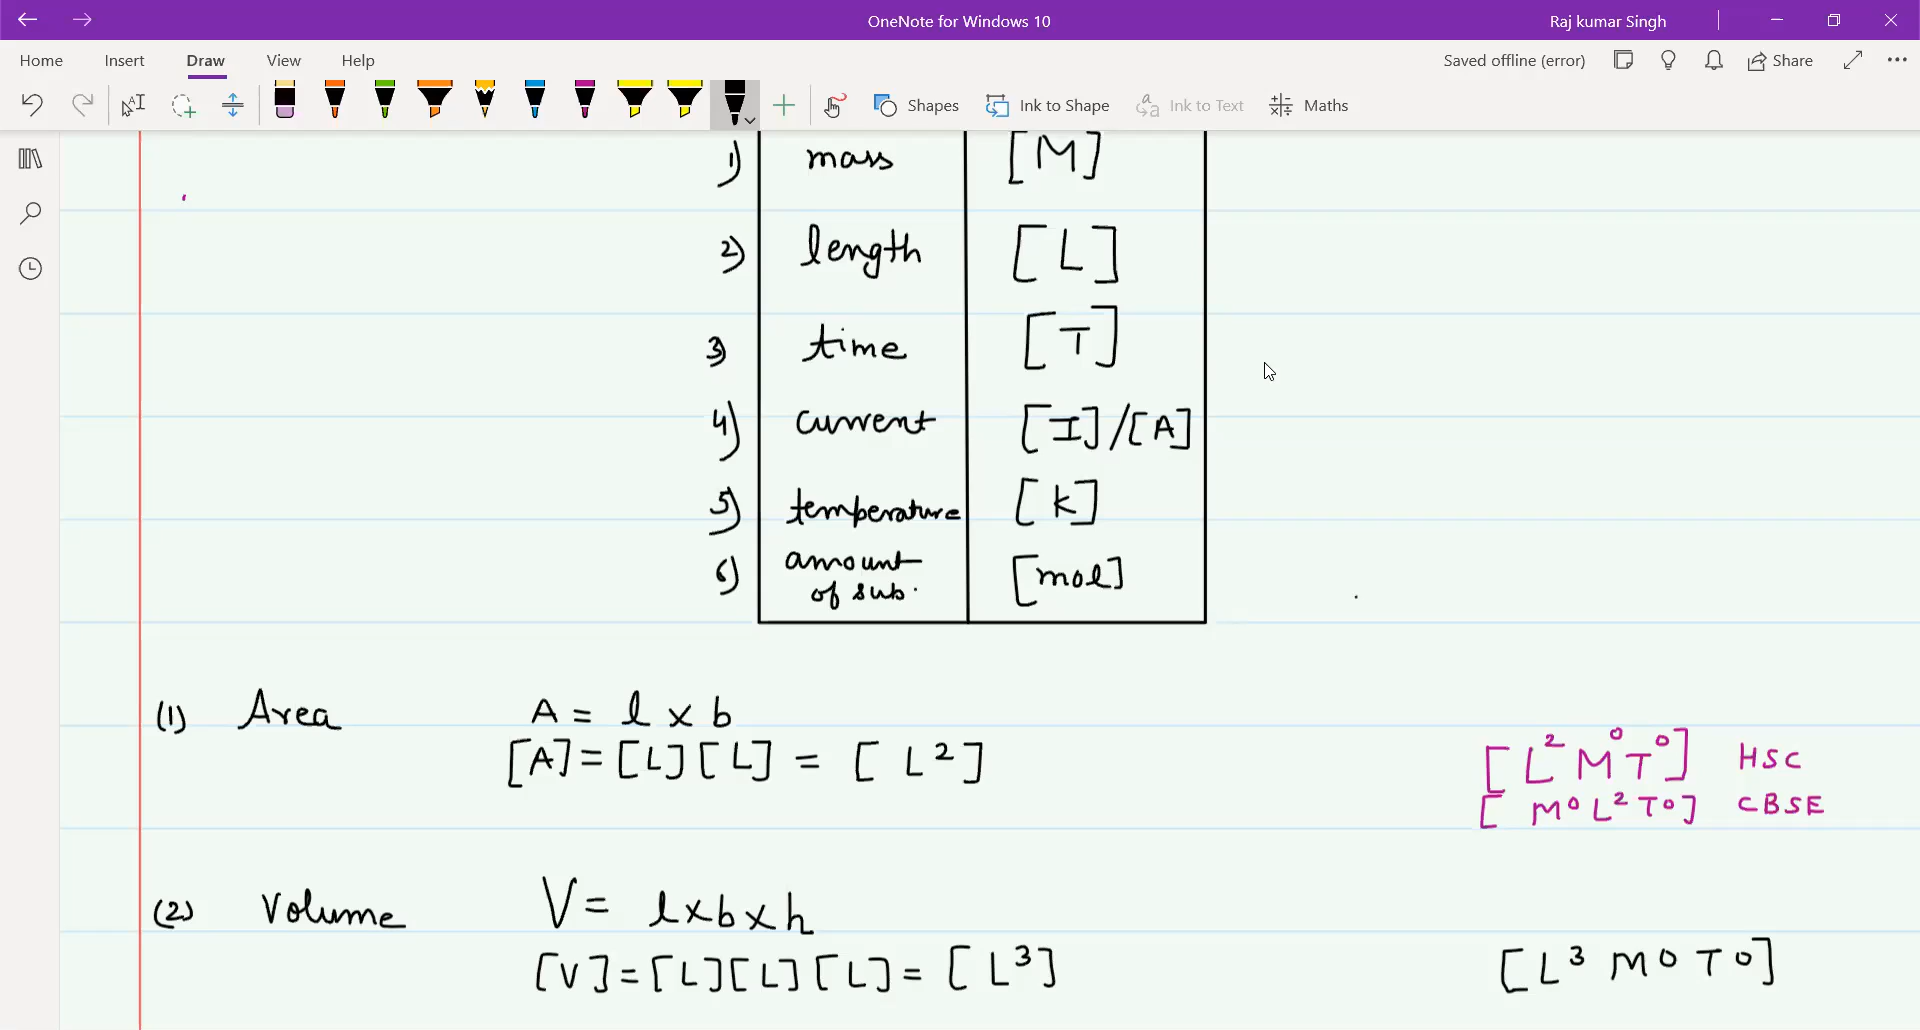 OneNote for Windows 10
Raj kumar Singh
Home Insert Draw View Help
Saved offline (error) Share
Shapes Ink to Shape Ink to Text Maths
1) mass [M]
2) length [L]
3) time [T]
4) current [I]/[A]
5) temperature [K]
6) amount of sub. [mol]
(1) Area A = l × b
[A] = [L] [L] = [L²]
[L² M⁰ T⁰] HSC
[M⁰ L² T⁰] CBSE
(2) Volume V = l×b×h
[V] = [L] [L] [L] = [L³]
[L³ M⁰ T⁰]